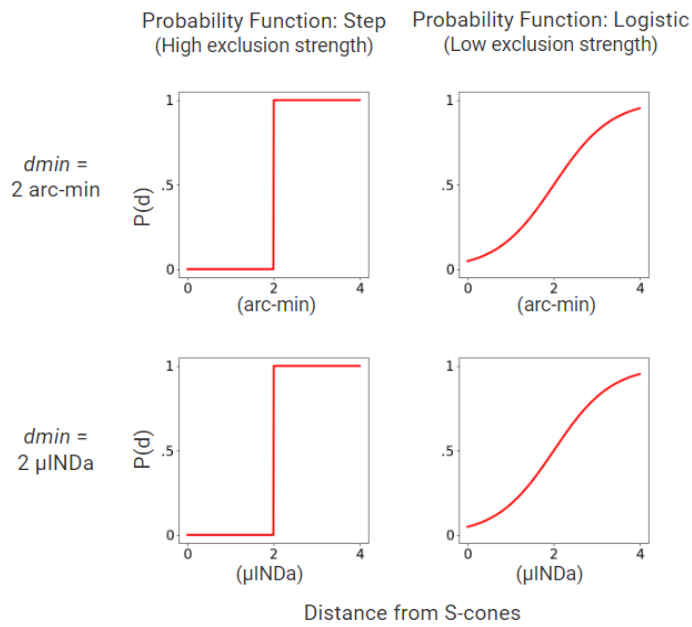 Probability Function: Step
(High exclusion strength)
Probability Function: Logistic
(Low exclusion strength)
dmin =
2 arc-min
P(d)
1
.5
0
0 2 4
(arc-min)
1
.5
0
0 2 4
(arc-min)
dmin =
2 µINDa
P(d)
1
.5
0
0 2 4
(µINDa)
1
.5
0
0 2 4
(µINDa)
Distance from S-cones